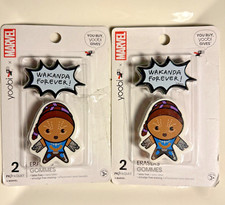 MARVEL
YOU BUY,
YOOBI
GIVES
yoobi
WAKANDA
FOREVER!
2
ERASERS
GOMMES
MARVEL
YOU BUY,
YOOBI
GIVES
yoobi
WAKANDA
FOREVER!
2
ERASERS
GOMMES